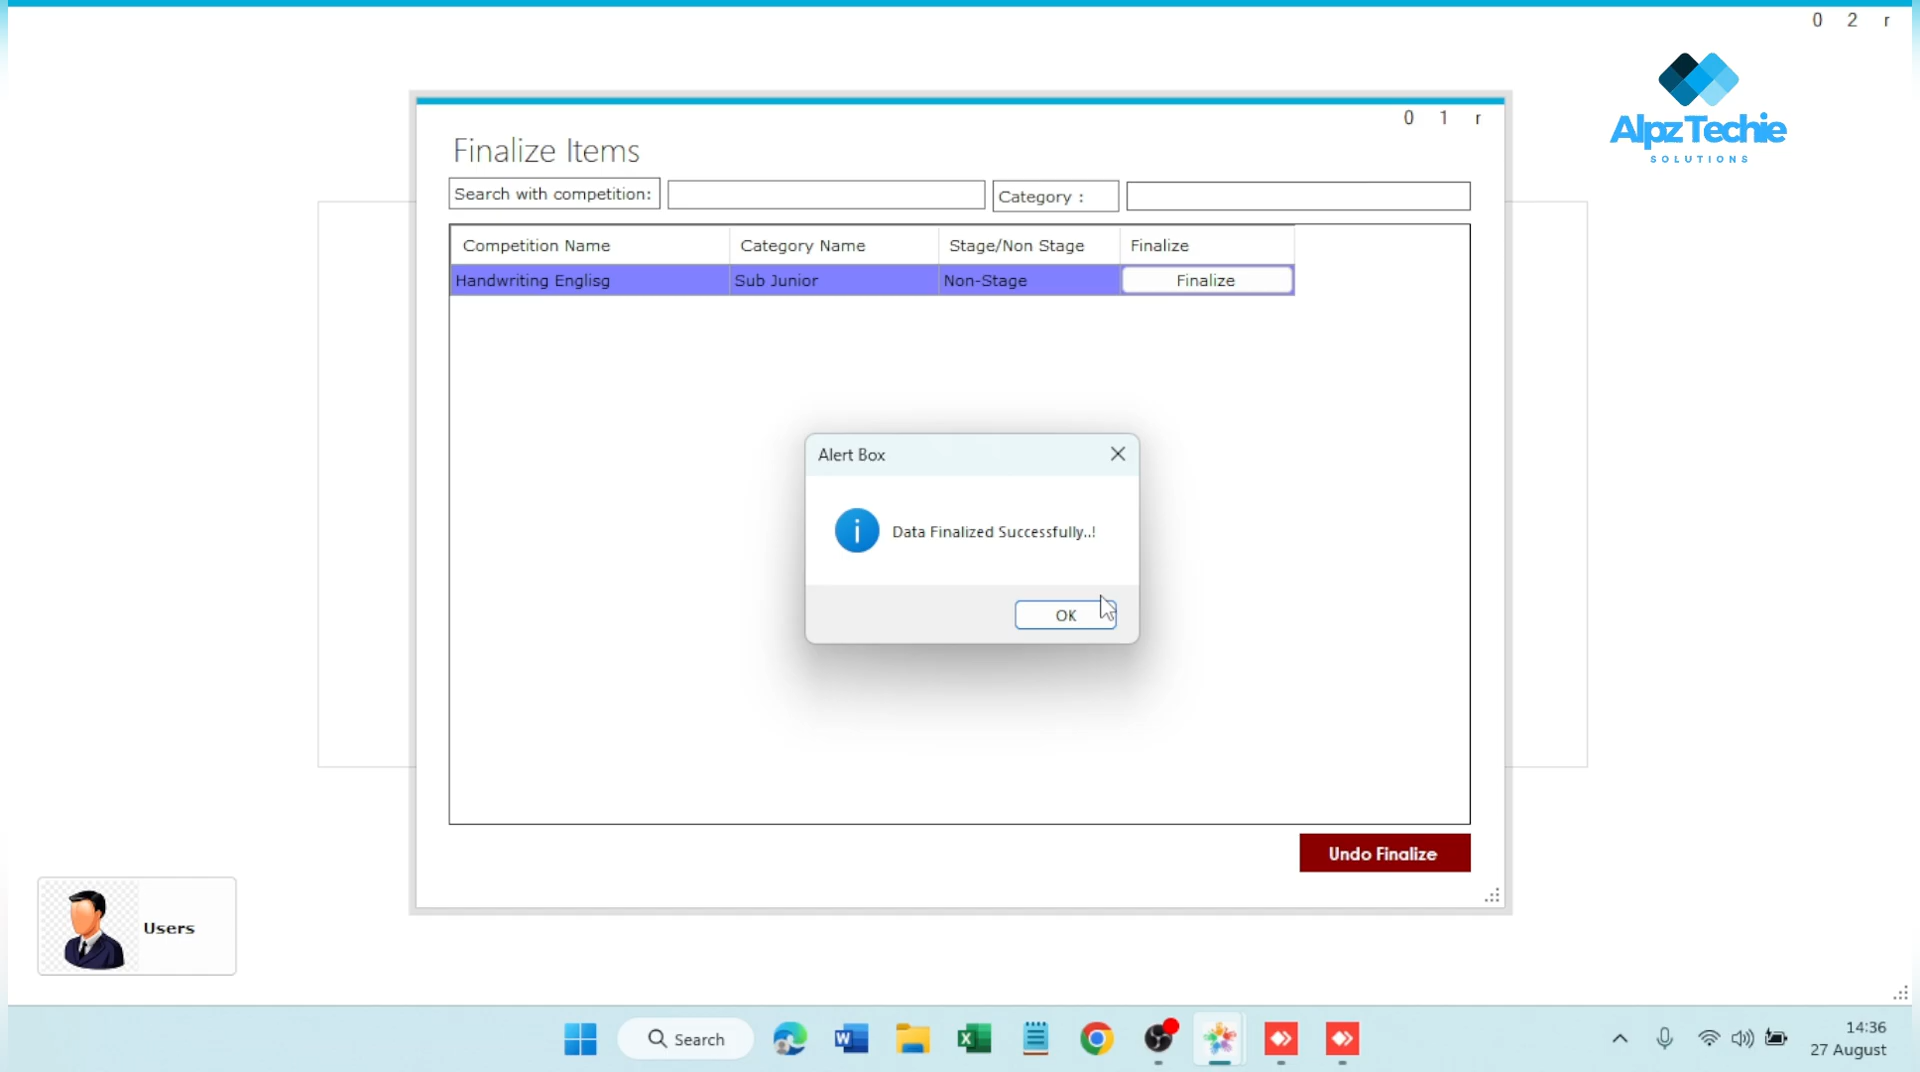 0 2 r
Alpz Techie
SOLUTIONS
0 1 r
Finalize Items
Search with competition:
Category :
Competition Name Category Name Stage/Non Stage Finalize
Handwriting Englisg Sub Junior Non-Stage Finalize
Alert Box
Data Finalized Successfully..!
OK
Undo Finalize
Users
Search
14:36
27 August